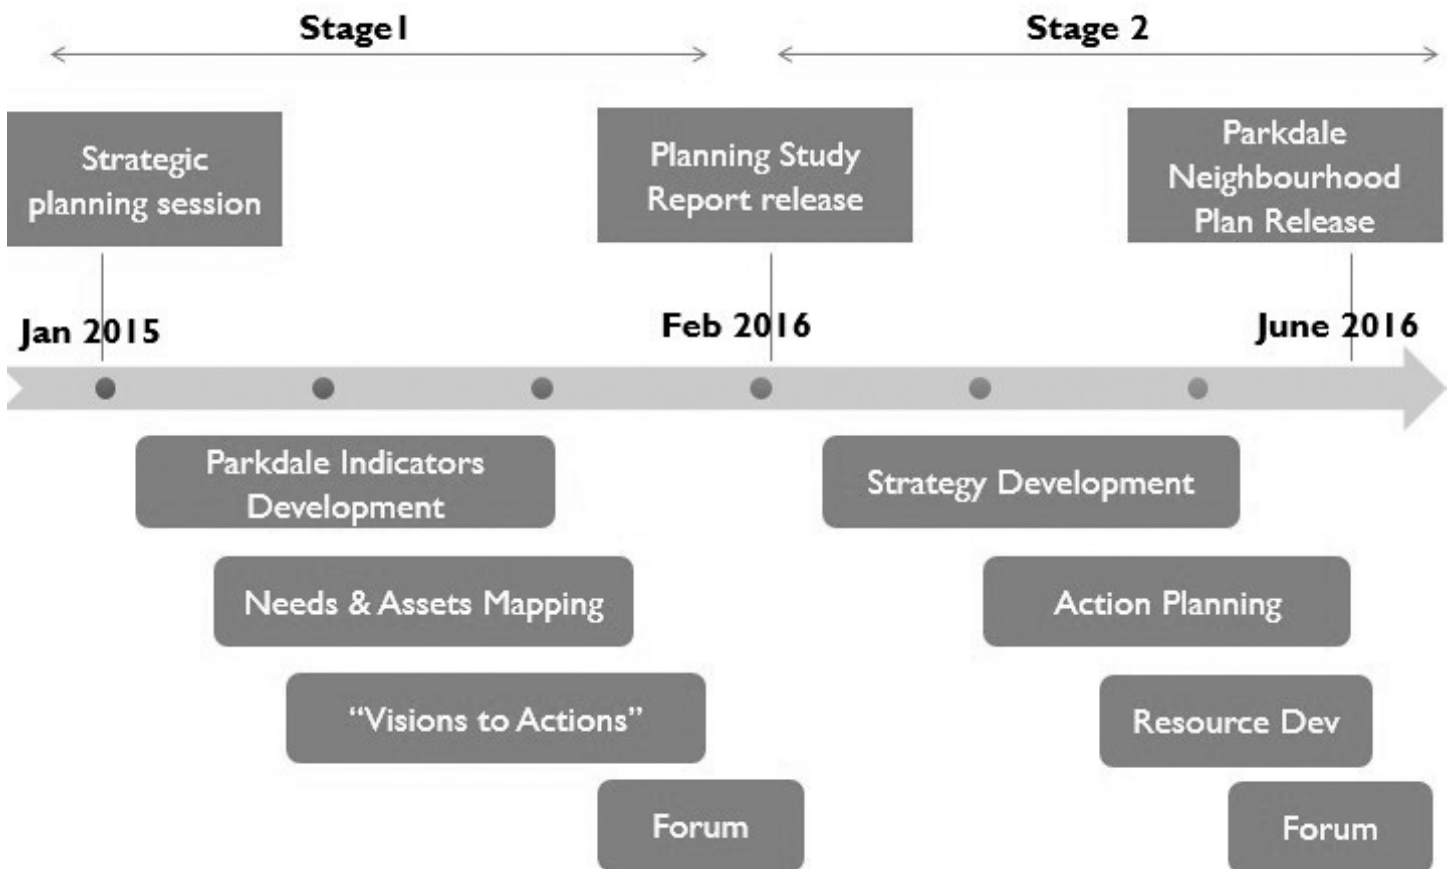 Stage1
Stage 2
Strategic
planning session
Planning Study
Report release
Parkdale
Neighbourhood
Plan Release
Jan 2015
Feb 2016
June 2016
Parkdale Indicators
Development
Strategy Development
Needs & Assets Mapping
Action Planning
“Visions to Actions”
Resource Dev
Forum
Forum